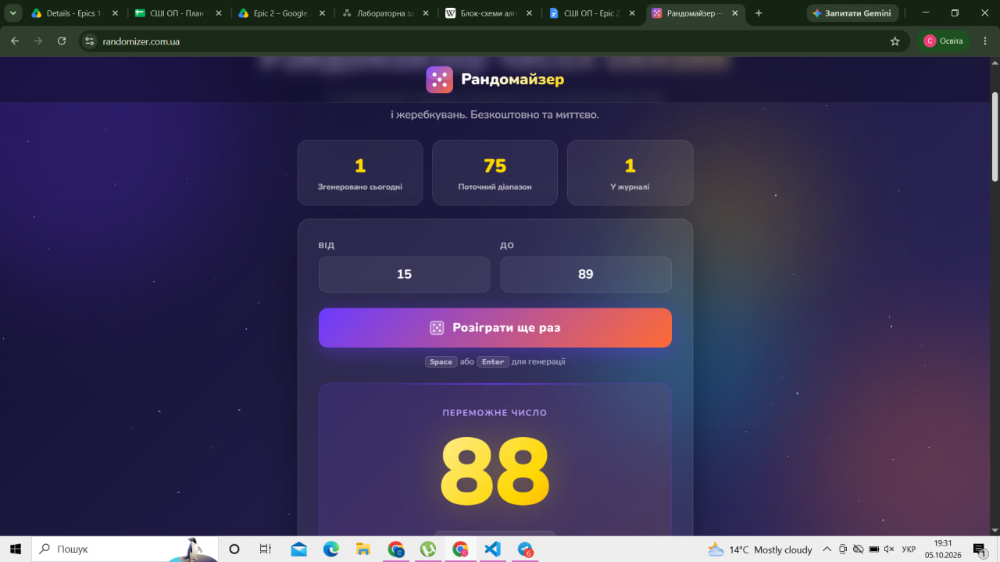 Details - Epics
СШІ ОП - План
Epic 2 – Google
Лабораторна за
Блок-схеми алг
СШІ ОП - Epic 2
Рандомайзер —
Запитати Gemini
randomizer.com.ua
С Освіта
Рандомайзер
і жеребкувань. Безкоштовно та миттєво.
1 75 1
Згенеровано сьогодні Поточний діапазон У журналі
ВІД ДО
15 89
Розіграти ще раз
Space або Enter для генерації
ПЕРЕМОЖНЕ ЧИСЛО
88
Пошук
14°C Mostly cloudy
УКР
19:31
05.10.2026